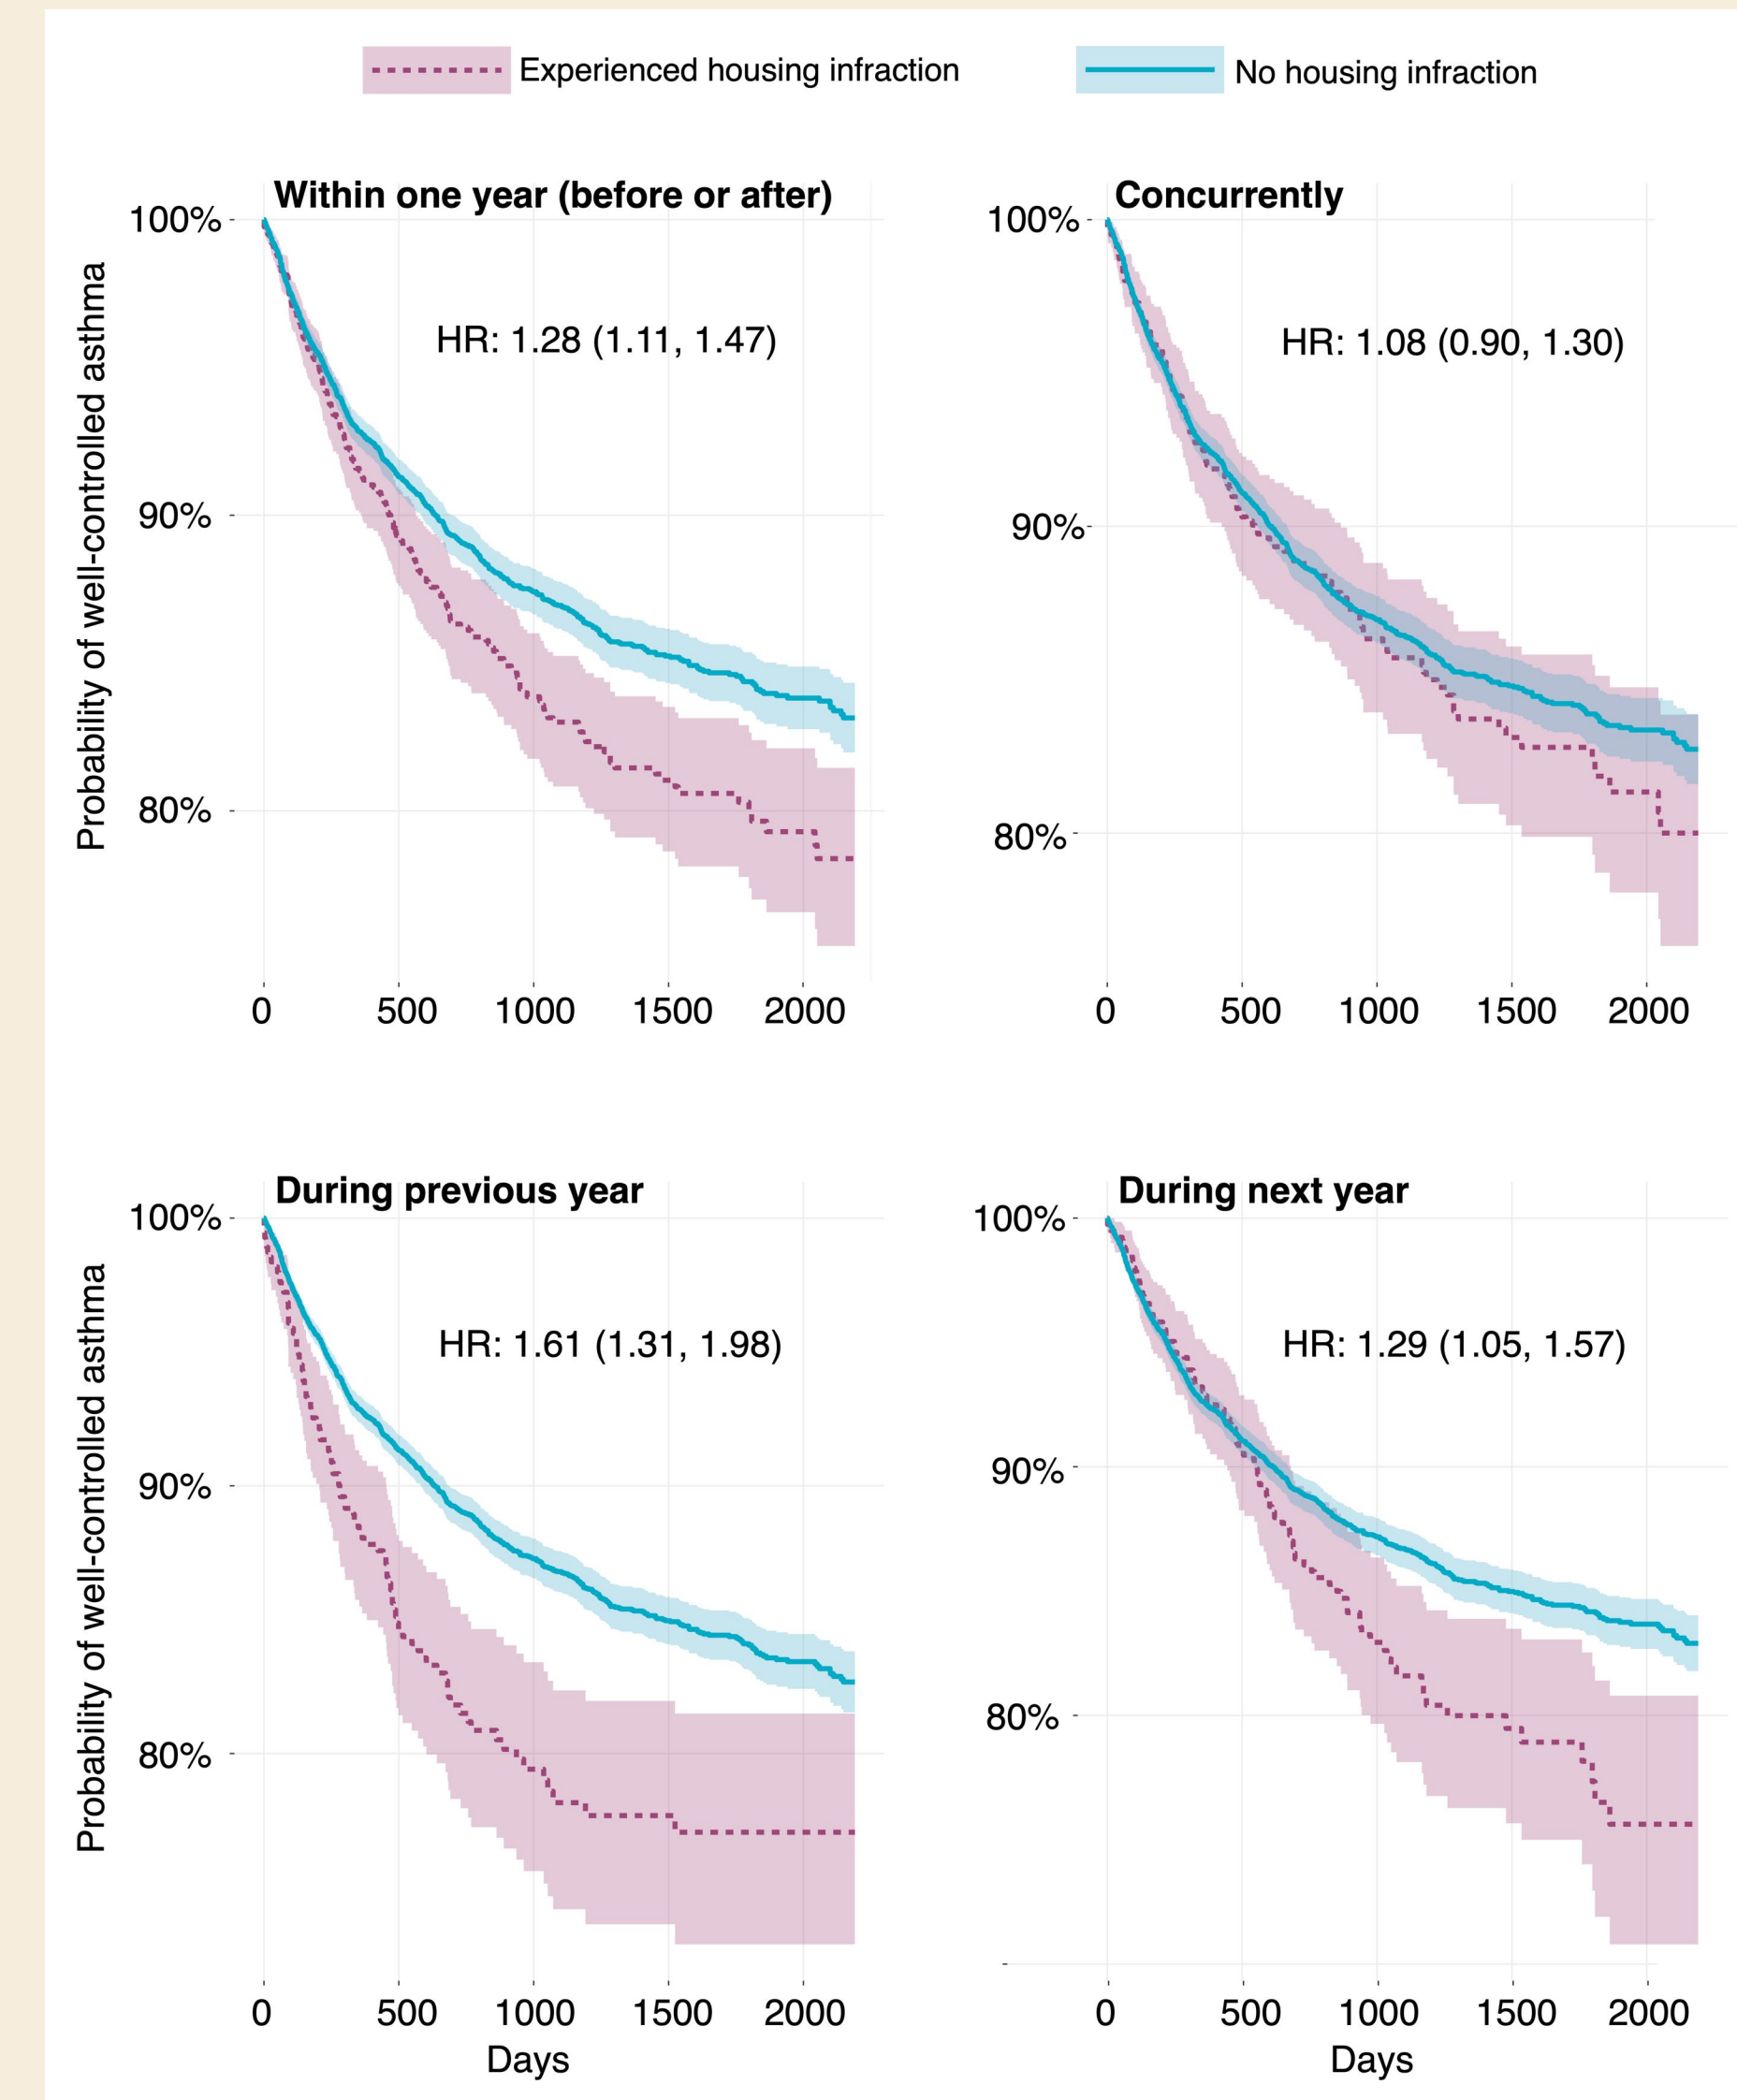 Experienced housing infraction
No housing infraction
Within one year (before or after)
Probability of well-controlled asthma
100%
90%
80%
HR: 1.28 (1.11, 1.47)
0 500 1000 1500 2000
Concurrently
100%
90%
80%
HR: 1.08 (0.90, 1.30)
0 500 1000 1500 2000
During previous year
Probability of well-controlled asthma
100%
90%
80%
HR: 1.61 (1.31, 1.98)
0 500 1000 1500 2000
Days
During next year
100%
90%
80%
HR: 1.29 (1.05, 1.57)
0 500 1000 1500 2000
Days